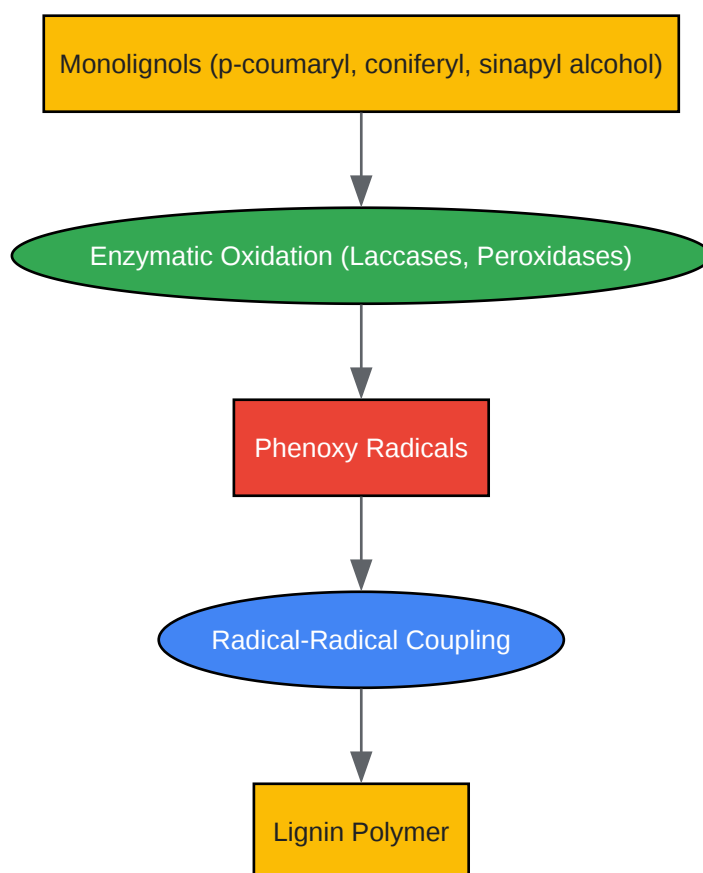 Monolignols (p-coumaryl, coniferyl, sinapyl alcohol)
Enzymatic Oxidation (Laccases, Peroxidases)
Phenoxy Radicals
Radical-Radical Coupling
Lignin Polymer